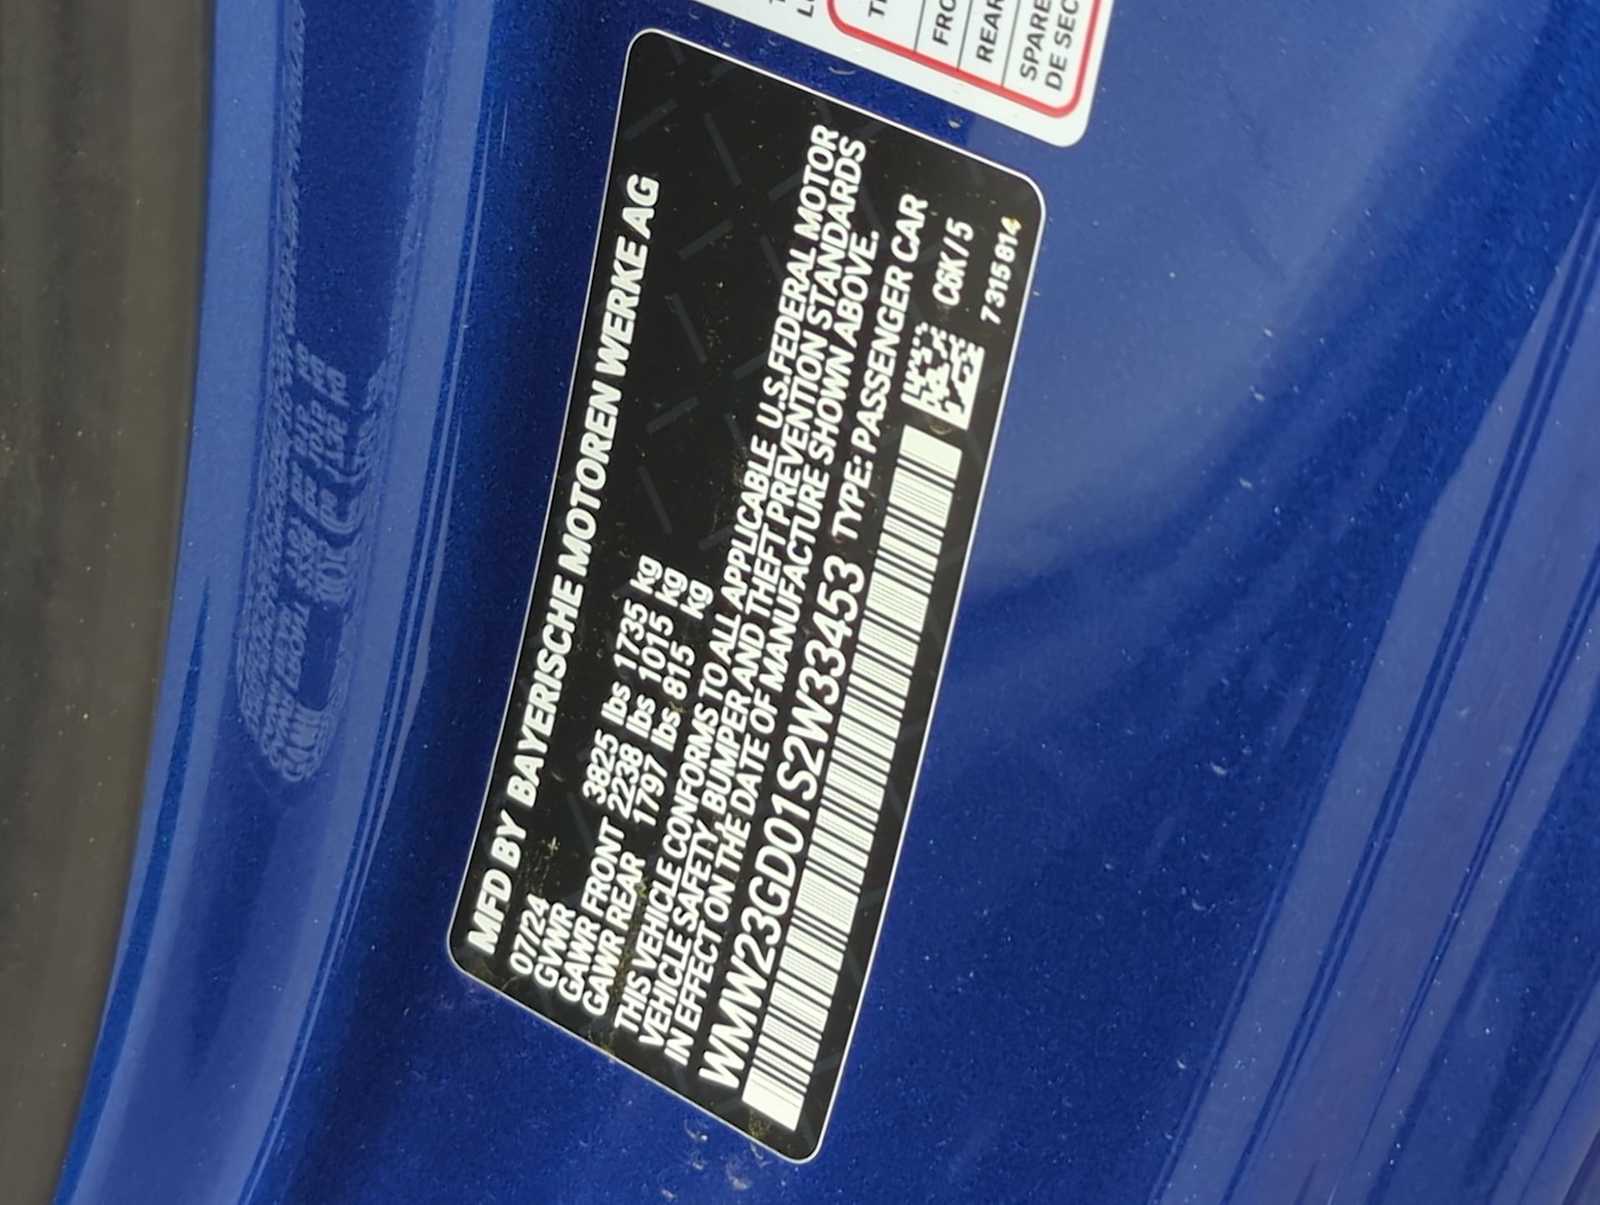 MFD BY BAYERISCHE MOTOREN WERKE AG
07/24
GVWR 3825 lbs 1735 kg
GAWR FRONT 2238 lbs 1015 kg
GAWR REAR 1797 lbs 815 kg
THIS VEHICLE CONFORMS TO ALL APPLICABLE U.S.FEDERAL MOTOR
VEHICLE SAFETY, BUMPER AND THEFT PREVENTION STANDARDS
IN EFFECT ON THE DATE OF MANUFACTURE SHOWN ABOVE.
WMW23GD01S2W33453 TYPE: PASSENGER CAR
C6K / 5
7315814
FRO
REAR
SPARE
DE SEC